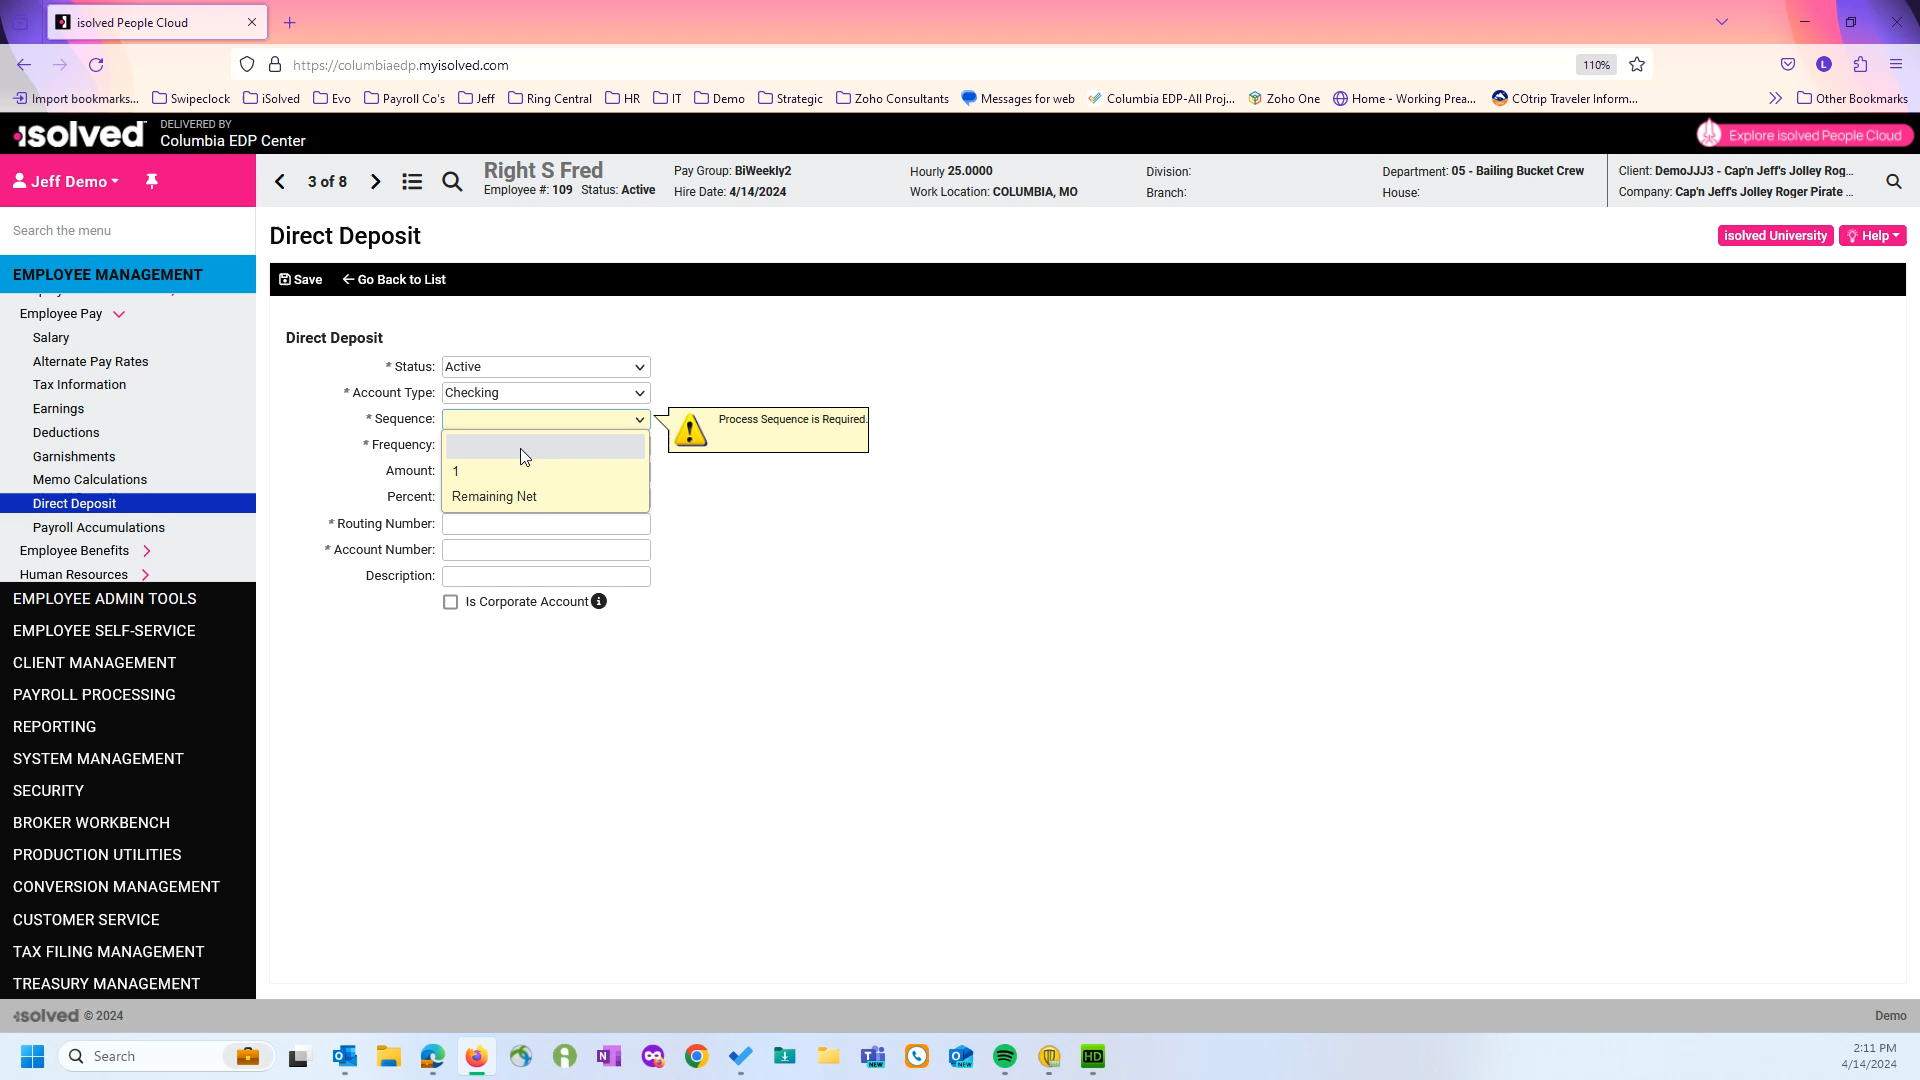 isolved People Cloud
https://columbiaedp.myisolved.com
110%
L
Import bookmarks...
Swipeclock
iSolved
Evo
Payroll Co's
Jeff
Ring Central
HR
IT
Demo
Strategic
Zoho Consultants
Messages for web
Columbia EDP-All Proj...
Zoho One
Home - Working Prea...
COtrip Traveler Inform...
Other Bookmarks
isolved
DELIVERED BY
Columbia EDP Center
Explore isolved People Cloud
Jeff Demo
3 of 8
Right S Fred
Employee #: 109 Status: Active
Pay Group: BiWeekly2
Hire Date: 4/14/2024
Hourly 25.0000
Work Location: COLUMBIA, MO
Division:
Branch:
Department: 05 - Bailing Bucket Crew
House:
Client: DemoJJJ3 - Cap'n Jeff's Jolley Rog...
Company: Cap'n Jeff's Jolley Roger Pirate ...
Search the menu
Direct Deposit
isolved University
Help
EMPLOYEE MANAGEMENT
Save
Go Back to List
Employee Pay
Salary
Alternate Pay Rates
Tax Information
Earnings
Deductions
Garnishments
Memo Calculations
Direct Deposit
Payroll Accumulations
Employee Benefits
Human Resources
EMPLOYEE ADMIN TOOLS
EMPLOYEE SELF-SERVICE
CLIENT MANAGEMENT
PAYROLL PROCESSING
REPORTING
SYSTEM MANAGEMENT
SECURITY
BROKER WORKBENCH
PRODUCTION UTILITIES
CONVERSION MANAGEMENT
CUSTOMER SERVICE
TAX FILING MANAGEMENT
TREASURY MANAGEMENT
Direct Deposit
* Status: Active
* Account Type: Checking
* Sequence:
Process Sequence is Required.
* Frequency:
Amount:
1
Percent:
Remaining Net
* Routing Number:
* Account Number:
Description:
Is Corporate Account
isolved © 2024
Demo
Search
2:11 PM
4/14/2024